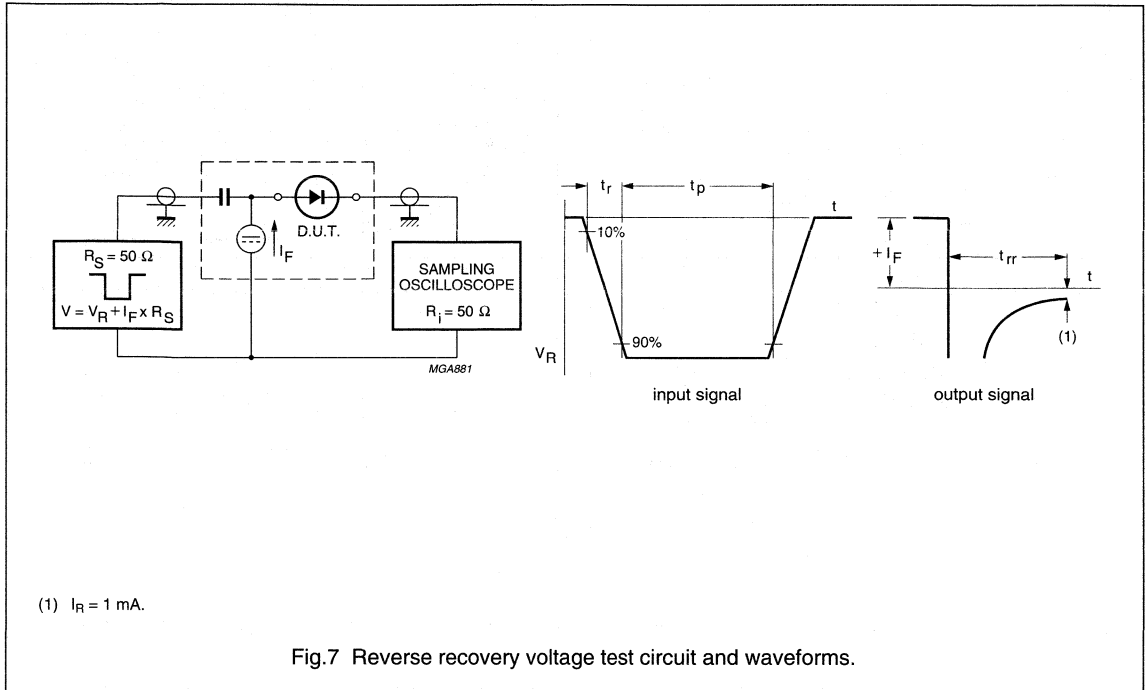 R_S = 50 Ω
V = V_R + I_F x R_S
I_F
D.U.T.
SAMPLING
OSCILLOSCOPE
R_i = 50 Ω
MGA881
t_r
t_p
t
10%
90%
V_R
input signal
+ I_F
t_rr
t
(1)
output signal
(1) I_R = 1 mA.
Fig.7 Reverse recovery voltage test circuit and waveforms.